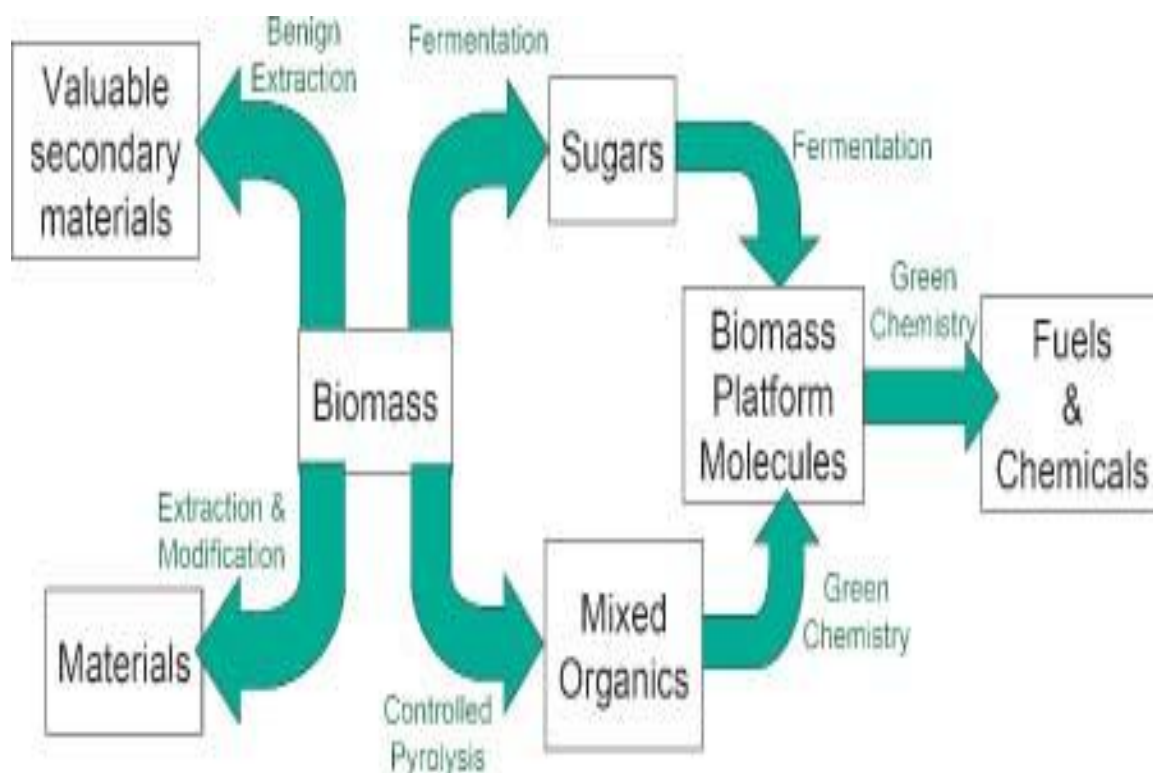 Benign
Extraction
Fermentation
Valuable
secondary
materials
Sugars
Fermentation
Biomass
Biomass
Platform
Molecules
Green
Chemistry
Fuels
&
Chemicals
Extraction &
Modification
Materials
Controlled
Pyrolysis
Mixed
Organics
Green
Chemistry